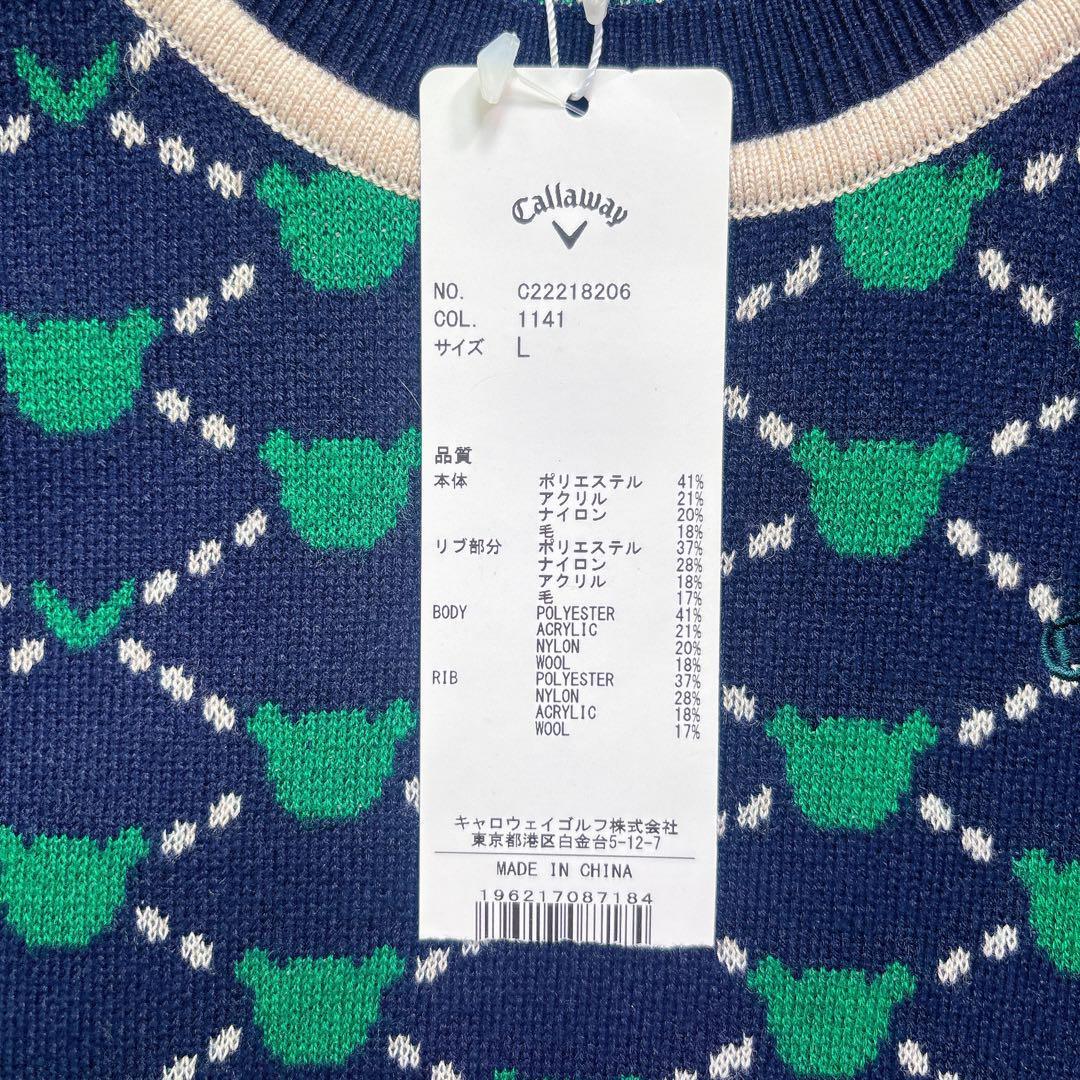 Callaway
NO. C22218206
COL. 1141
サイズ L
品質
本体 ポリエステル 41%
アクリル 21%
ナイロン 20%
毛 18%
リブ部分 ポリエステル 37%
ナイロン 28%
アクリル 18%
毛 17%
BODY POLYESTER 41%
ACRYLIC 21%
NYLON 20%
WOOL 18%
RIB POLYESTER 37%
NYLON 28%
ACRYLIC 18%
WOOL 17%
キャロウェイゴルフ株式会社
東京都港区白金台5-12-7
MADE IN CHINA
196217087184